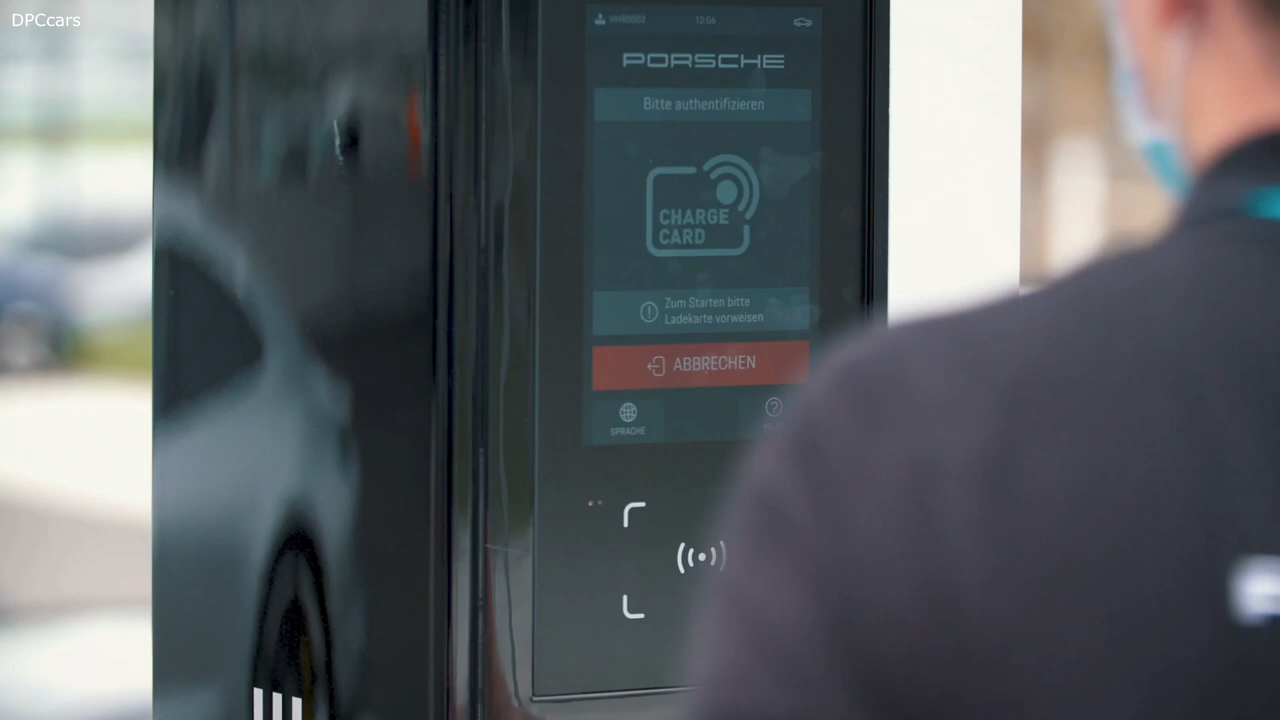 DPCcars
12:06
PORSCHE
Bitte authentifizieren
CHARGE
CARD
Zum Starten bitte
Ladekarte vorweisen
ABBRECHEN
SPRACHE